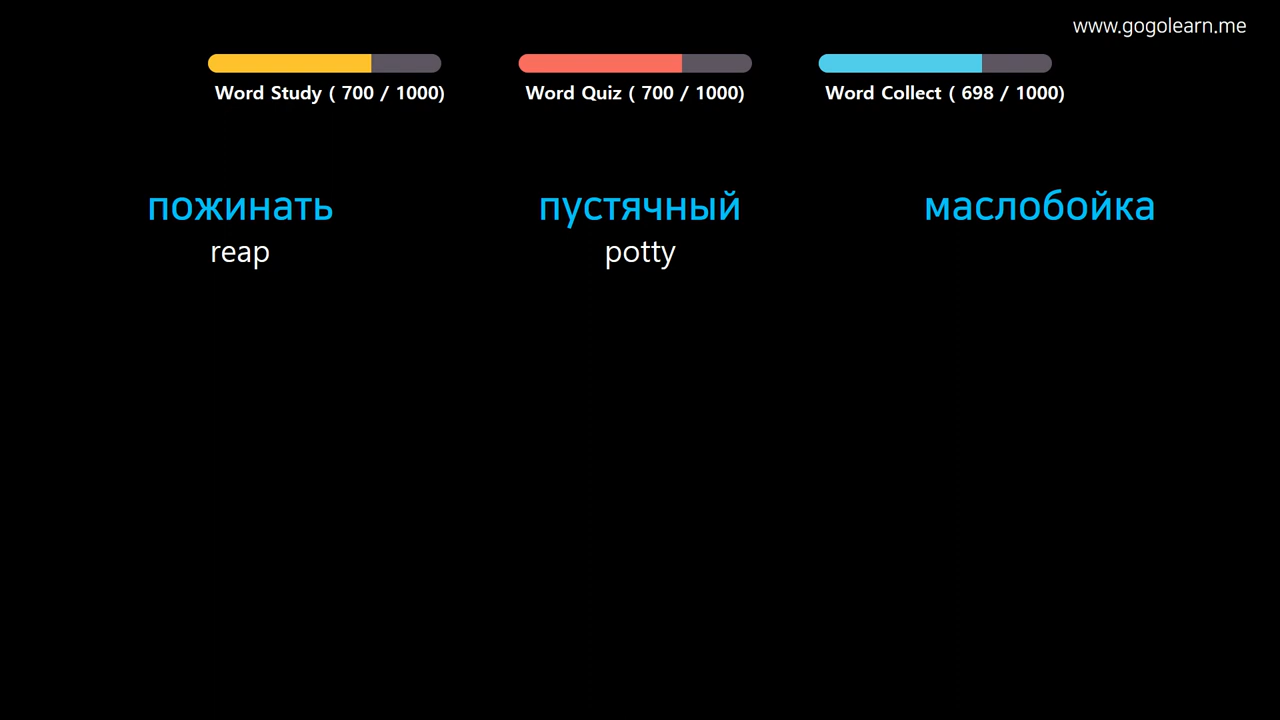 www.gogolearn.me
Word Study ( 700 / 1000)
Word Quiz ( 700 / 1000)
Word Collect ( 698 / 1000)
пожинать
reap
пустячный
potty
маслобойка